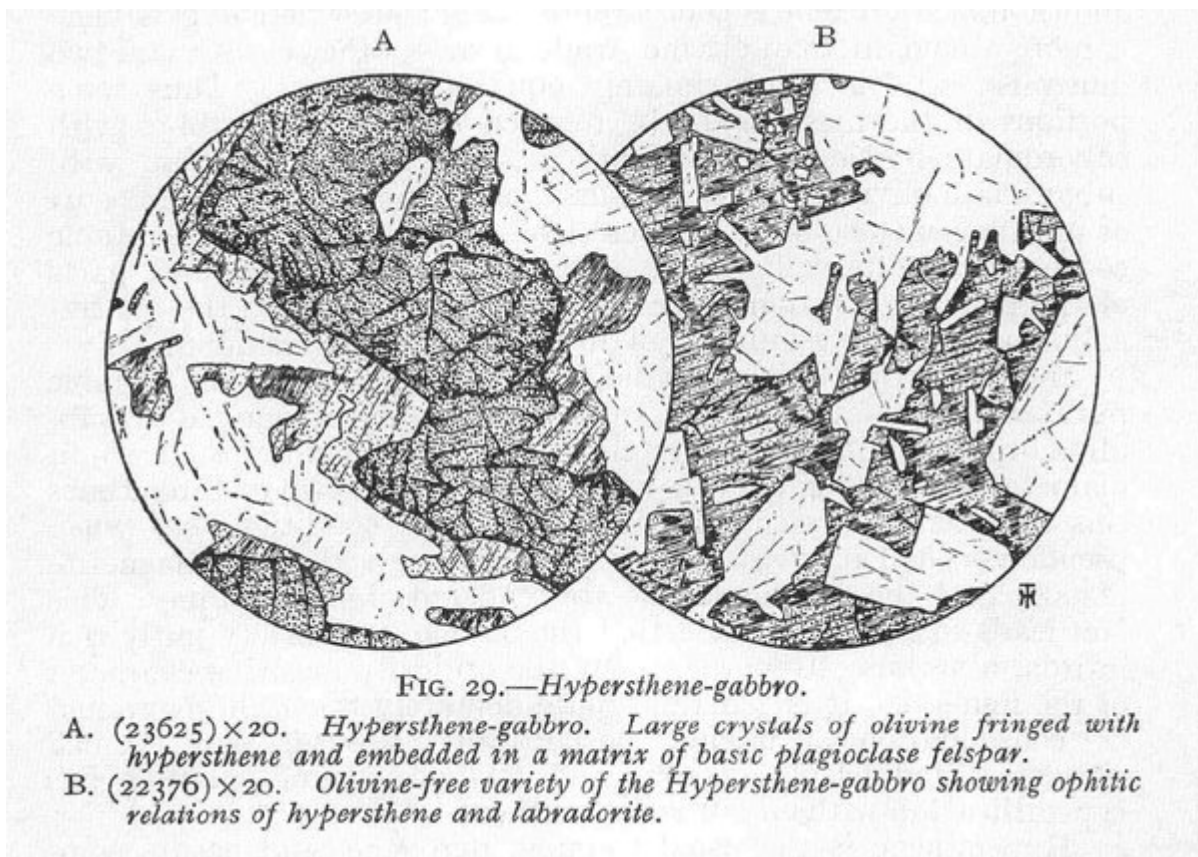 A
B
FIG. 29.—Hypersthene-gabbro.
A. (23625)×20. Hypersthene-gabbro. Large crystals of olivine fringed with
hypersthene and embedded in a matrix of basic plagioclase felspar.
B. (22376)×20. Olivine-free variety of the Hypersthene-gabbro showing ophitic
relations of hypersthene and labradorite.